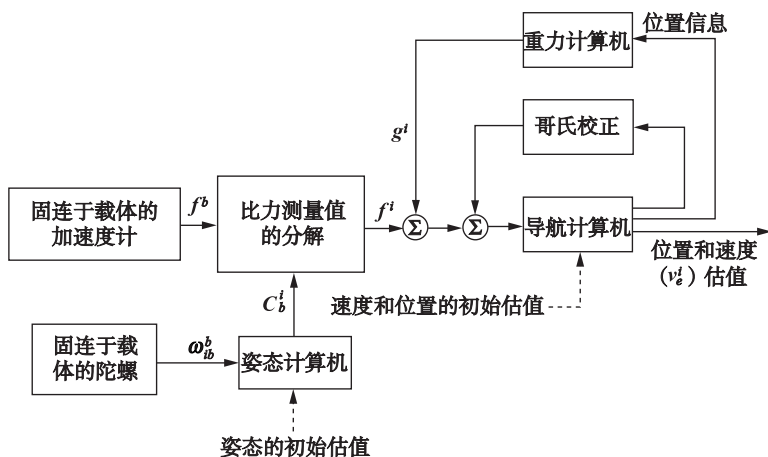 重力计算机
位置信息
g^i
哥氏校正
固连于载体的
加速度计
f^b
比力测量值
的分解
f^i
Σ
Σ
导航计算机
位置和速度
(v_e^i) 估值
C_b^i
速度和位置的初始估值
固连于载
体的陀螺
ω_{ib}^b
姿态计算机
姿态的初始估值